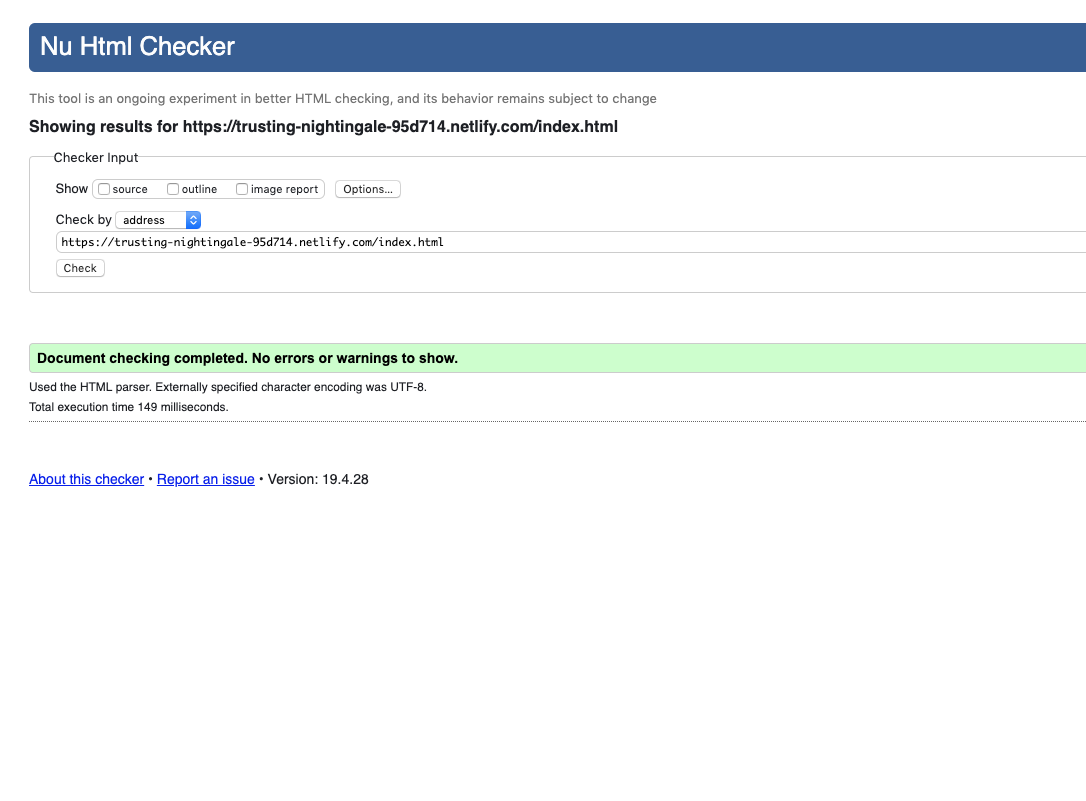 Nu Html Checker
This tool is an ongoing experiment in better HTML checking, and its behavior remains subject to change
Showing results for https://trusting-nightingale-95d714.netlify.com/index.html
Checker Input
Show source outline image report Options...
Check by address
https://trusting-nightingale-95d714.netlify.com/index.html
Check
Document checking completed. No errors or warnings to show.
Used the HTML parser. Externally specified character encoding was UTF-8.
Total execution time 149 milliseconds.
About this checker • Report an issue • Version: 19.4.28